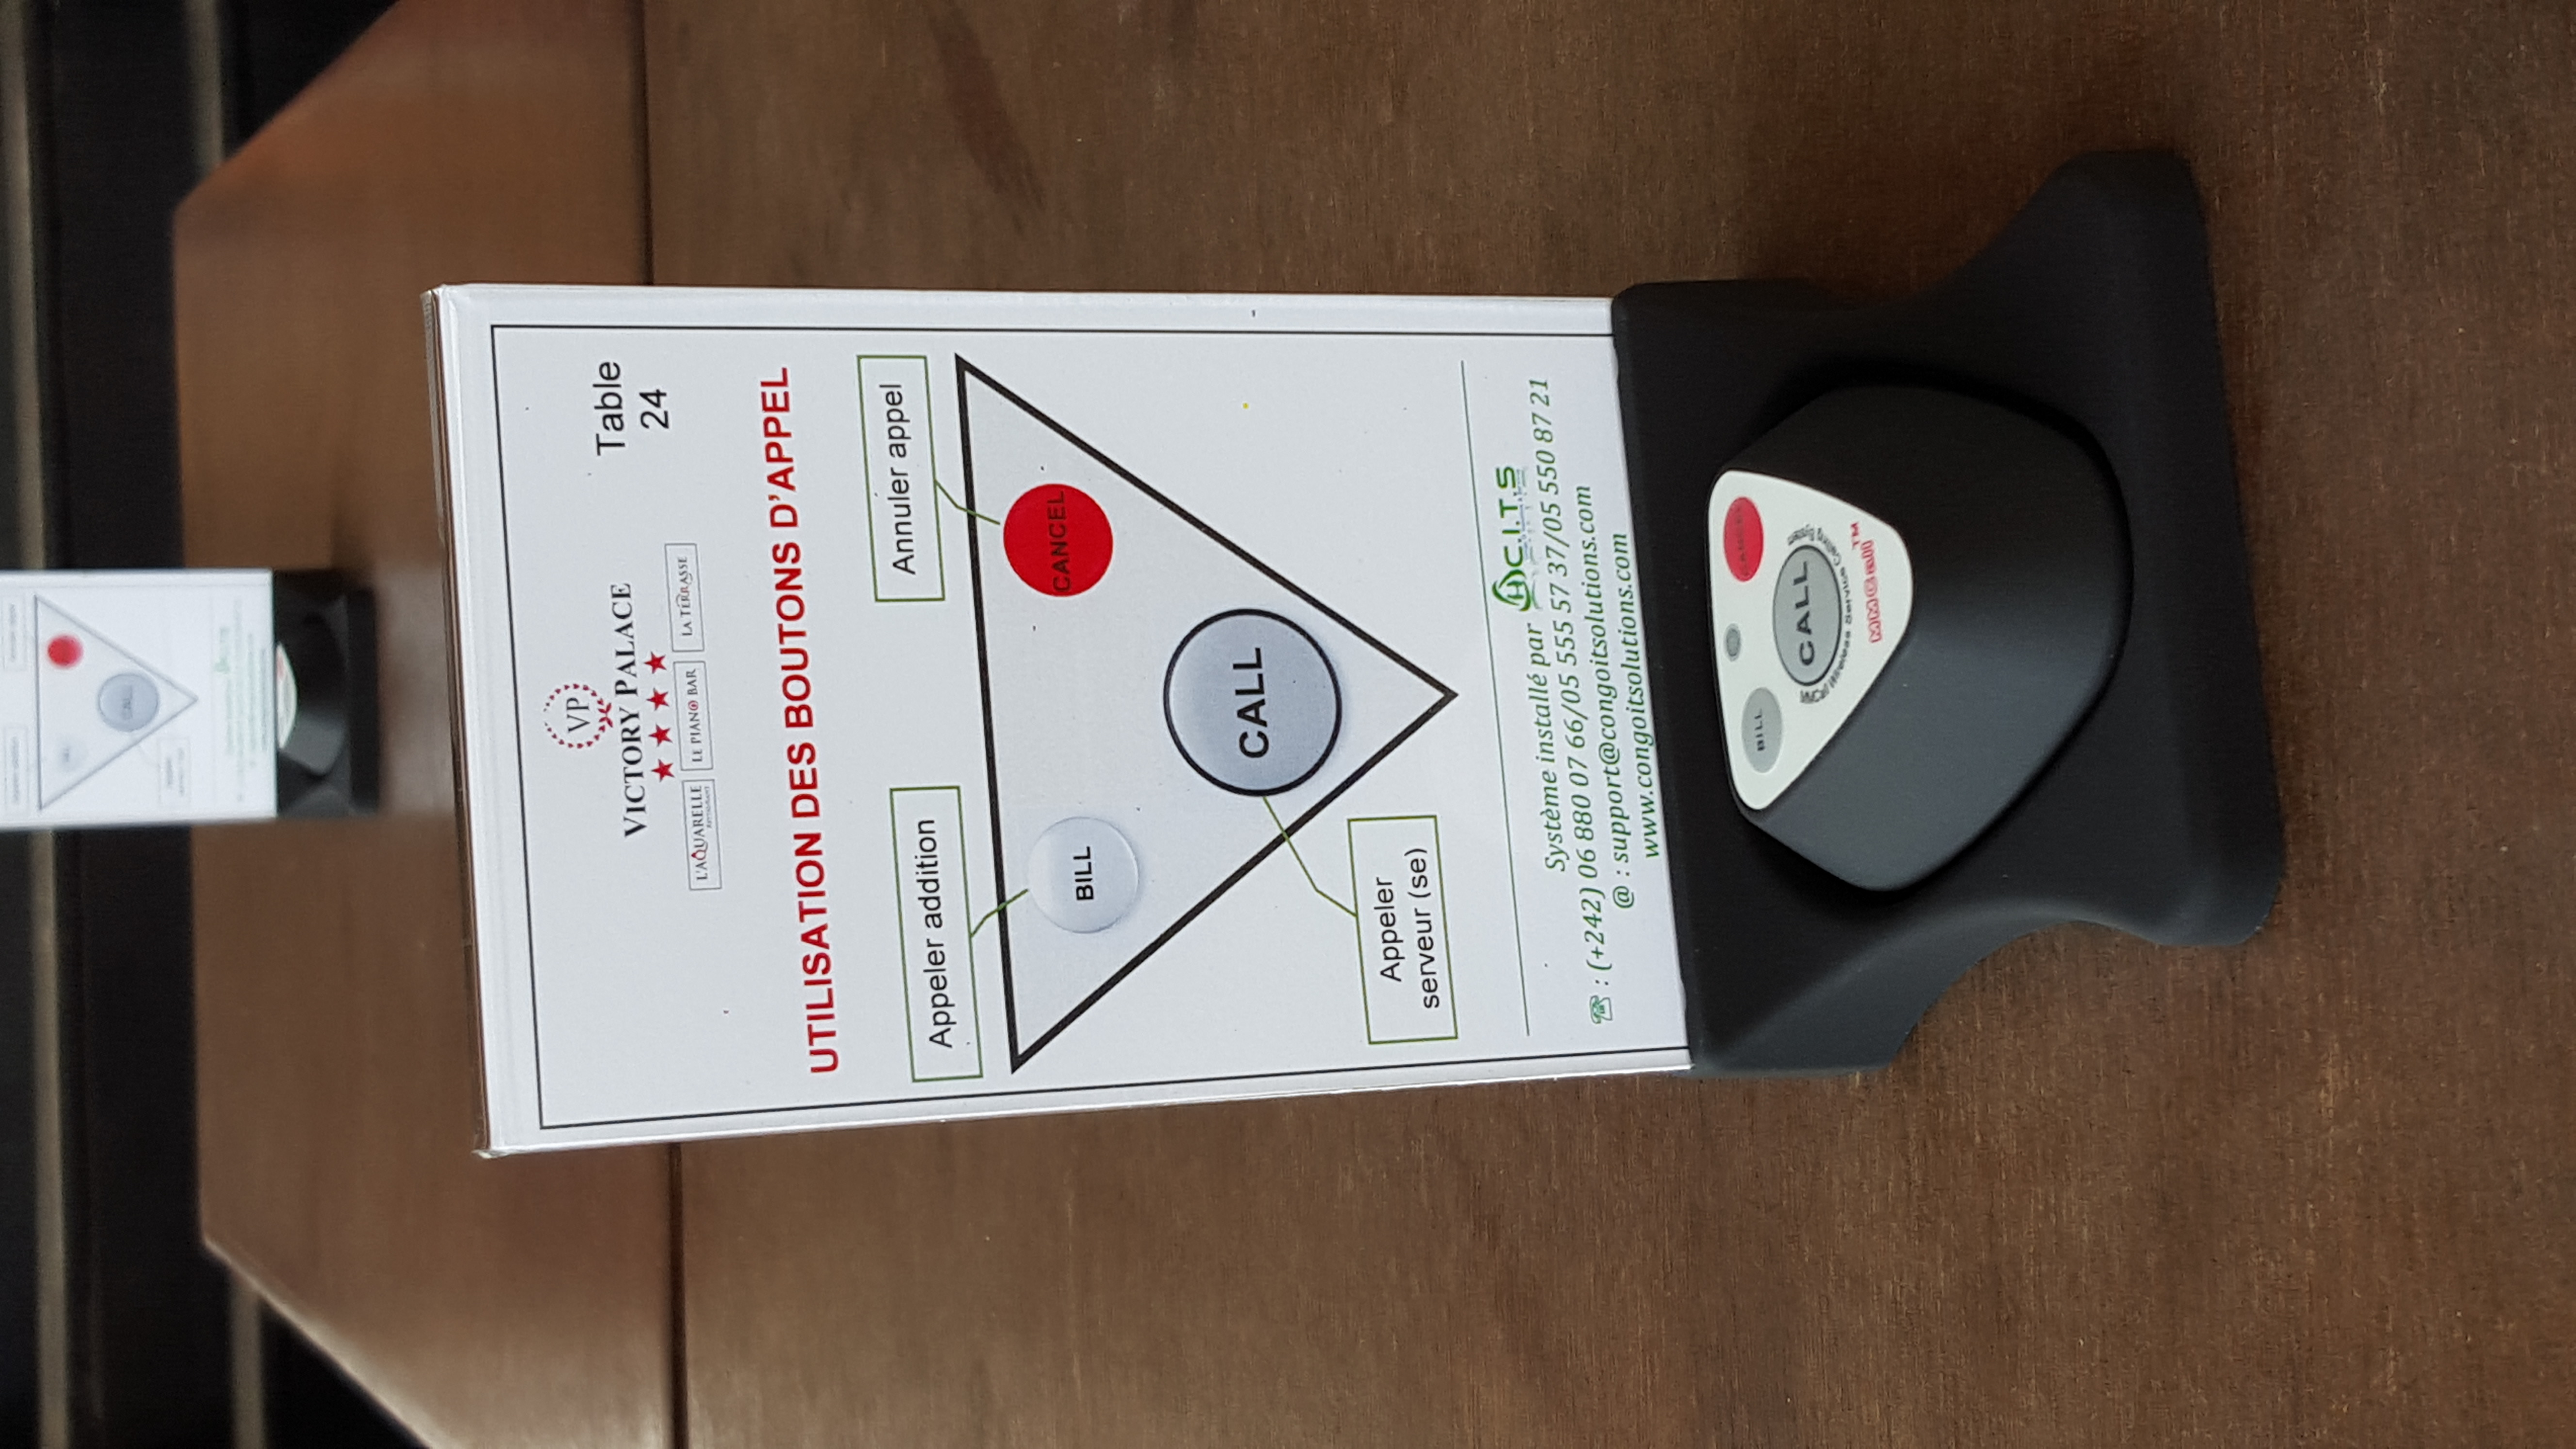 VP
VICTORY PALACE
L'AQUARELLE
LE PIANO BAR
LA TERRASSE
Table
24
UTILISATION DES BOUTONS D'APPEL
Appeler addition
Annuler appel
BILL
CANCEL
CALL
Appeler
serveur (se)
Système installé par C.I.T.S
☎ : (+242) 06 880 07 66/05 555 57 37/05 550 87 21
@ : support@congoitsolutions.com
www.congoitsolutions.com
BILL
CANCEL
CALL